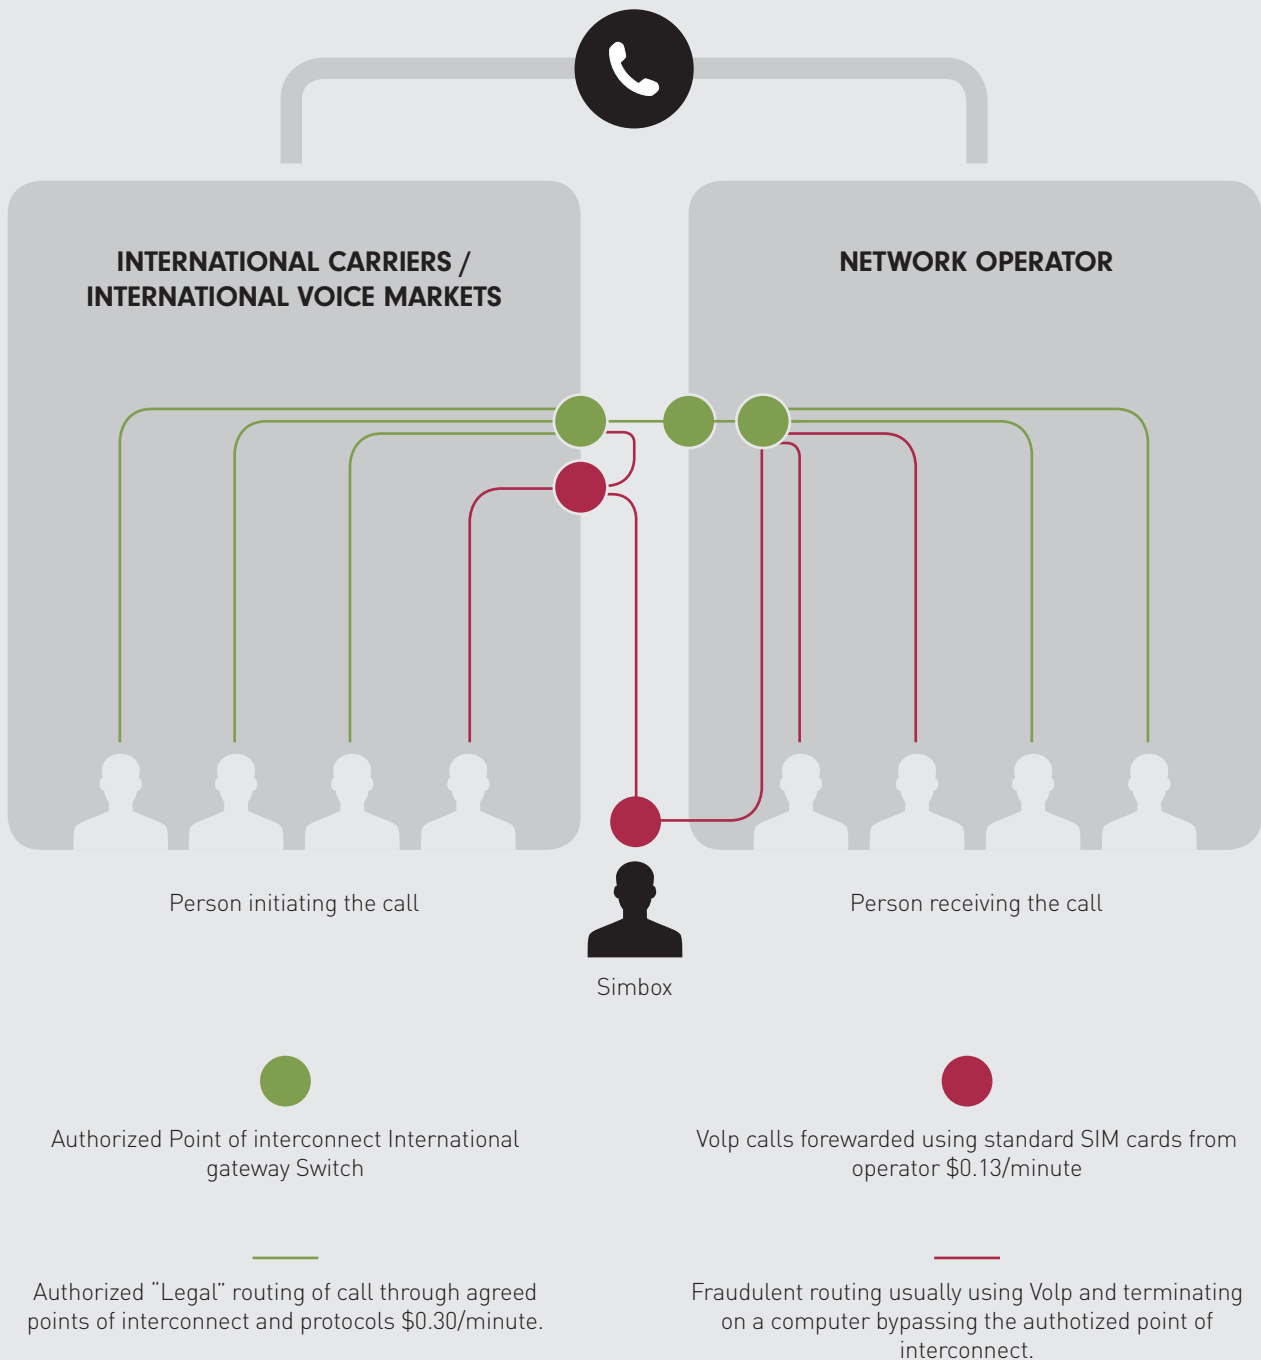 INTERNATIONAL CARRIERS /
INTERNATIONAL VOICE MARKETS
NETWORK OPERATOR
Person initiating the call
Person receiving the call
Simbox
Authorized Point of interconnect International
gateway Switch
Volp calls forewarded using standard SIM cards from
operator $0.13/minute
Authorized “Legal” routing of call through agreed
points of interconnect and protocols $0.30/minute.
Fraudulent routing usually using Volp and terminating
on a computer bypassing the authotized point of
interconnect.